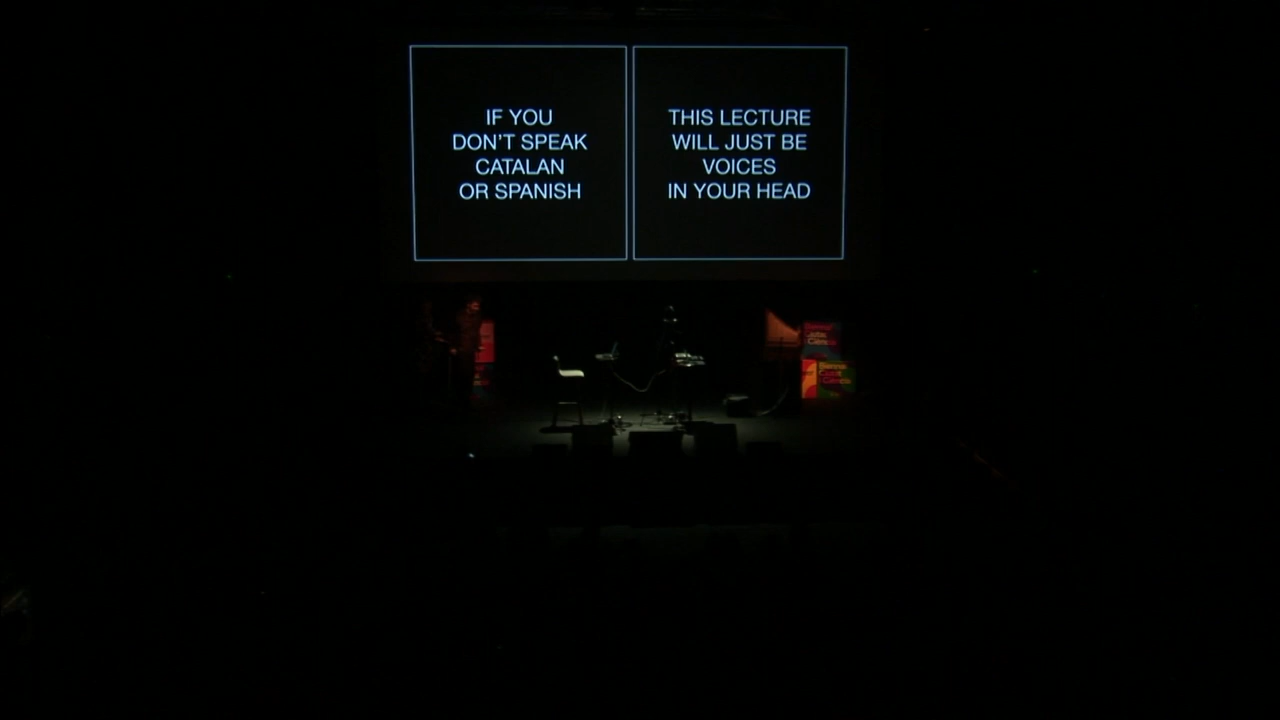 IF YOU
DON'T SPEAK
CATALAN
OR SPANISH
THIS LECTURE
WILL JUST BE
VOICES
IN YOUR HEAD